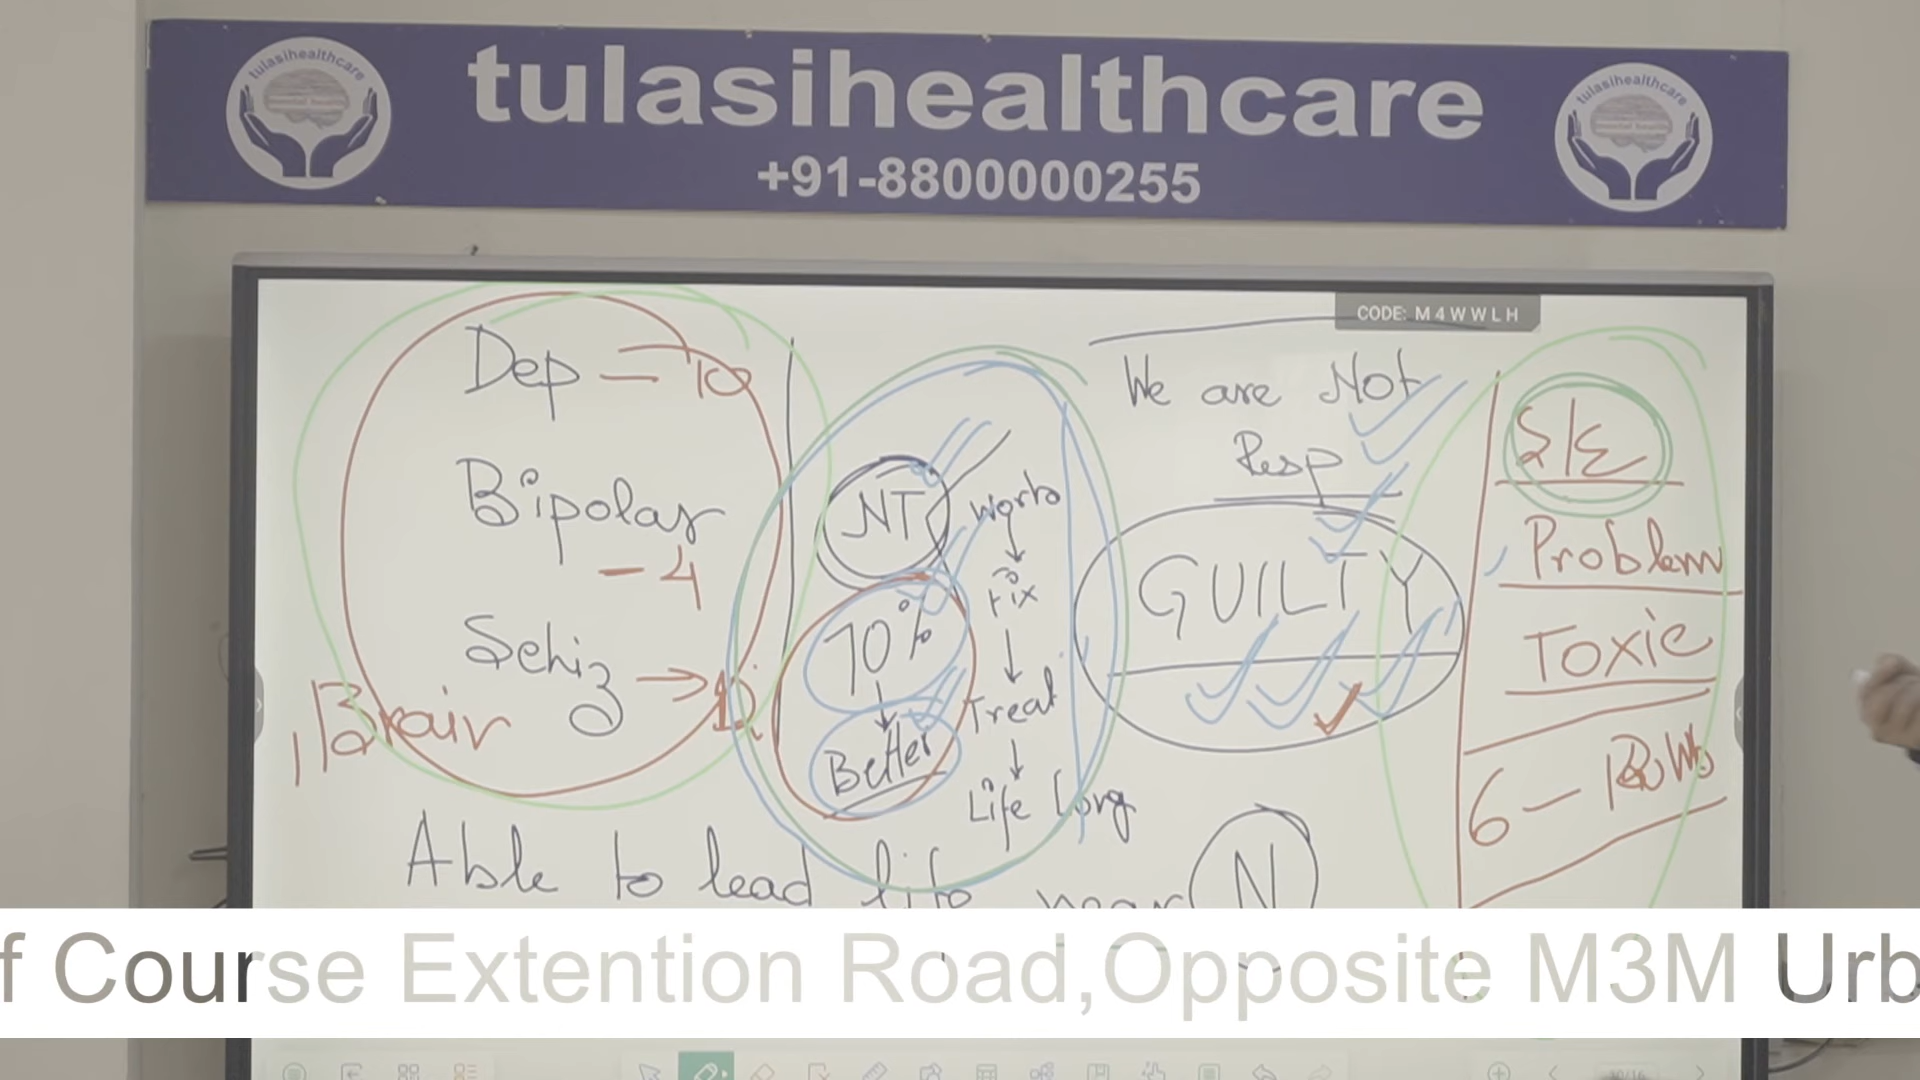 tulasihealthcare
tulasihealthcare
tulasihealthcare
+91-8800000255
CODE: M4WWLH
Dep — 10
Bipolar
— 4
Schiz →
Brain
NT
70%
Better
Works
Fix
Treat
Life Long
We are Not
Resp
GUILTY
S/E
Problem
Toxic
6 —
Able to lead life near N
f Course Extention Road,Opposite M3M Urb